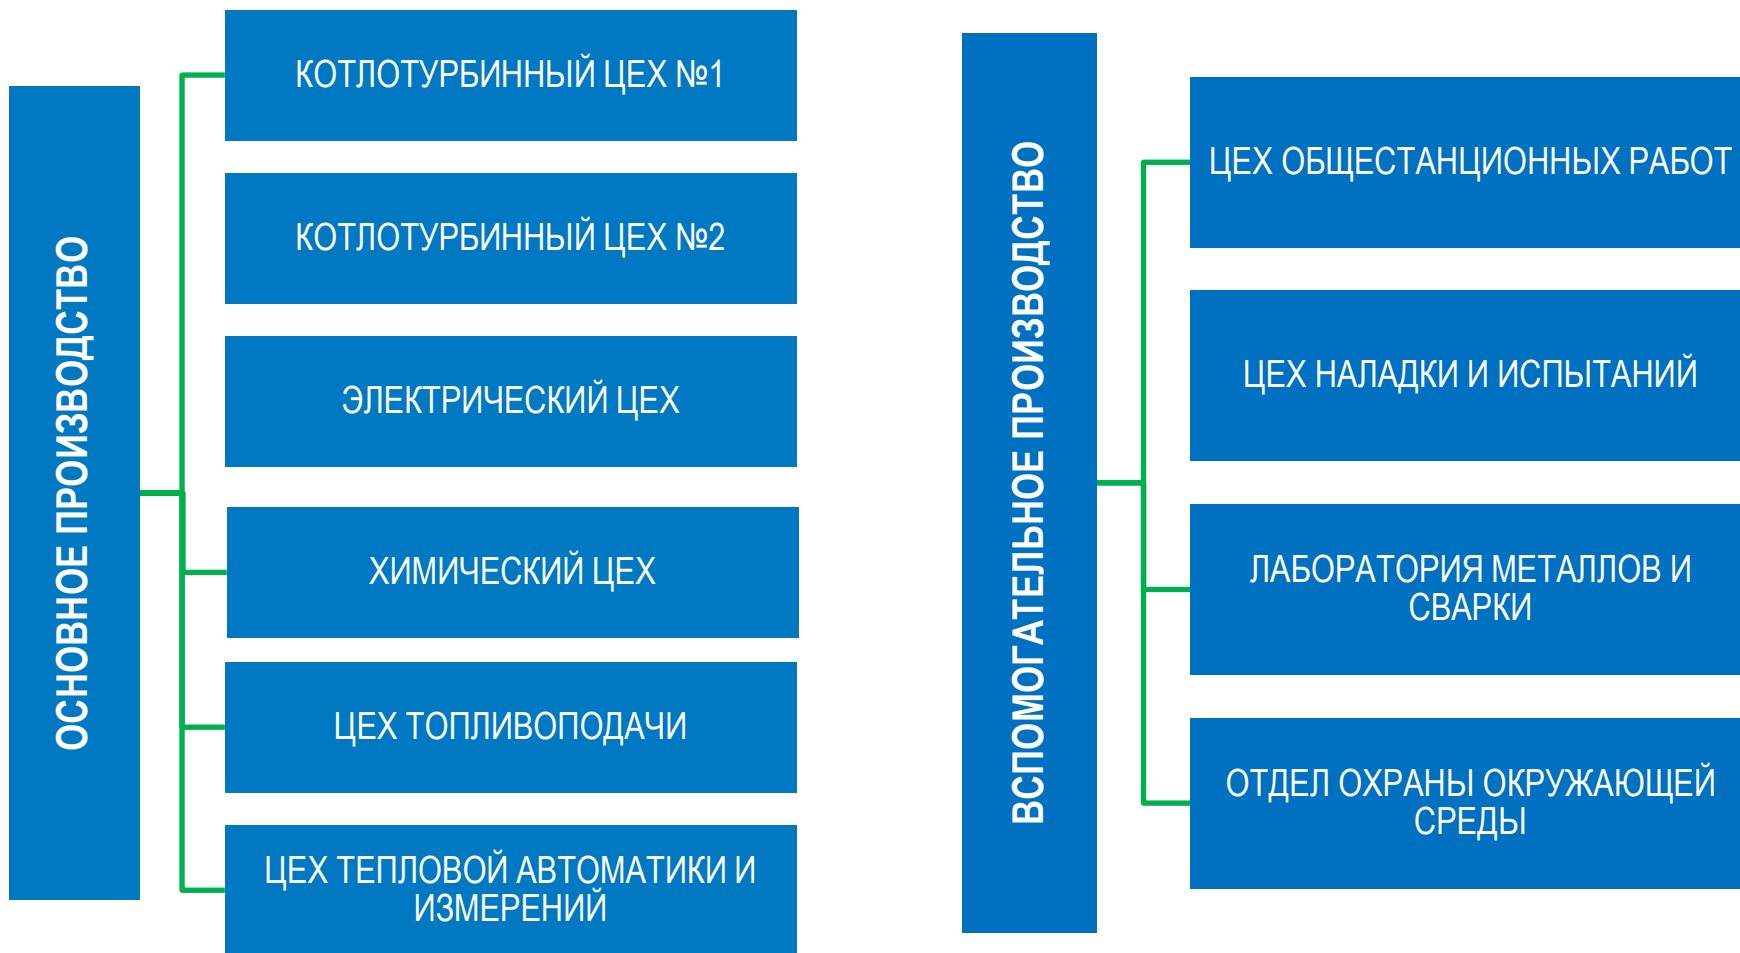 ОСНОВНОЕ ПРОИЗВОДСТВО
КОТЛОТУРБИННЫЙ ЦЕХ №1
КОТЛОТУРБИННЫЙ ЦЕХ №2
ЭЛЕКТРИЧЕСКИЙ ЦЕХ
ХИМИЧЕСКИЙ ЦЕХ
ЦЕХ ТОПЛИВОПОДАЧИ
ЦЕХ ТЕПЛОВОЙ АВТОМАТИКИ И
ИЗМЕРЕНИЙ
ВСПОМОГАТЕЛЬНОЕ ПРОИЗВОДСТВО
ЦЕХ ОБЩЕСТАНЦИОННЫХ РАБОТ
ЦЕХ НАЛАДКИ И ИСПЫТАНИЙ
ЛАБОРАТОРИЯ МЕТАЛЛОВ И
СВАРКИ
ОТДЕЛ ОХРАНЫ ОКРУЖАЮЩЕЙ
СРЕДЫ